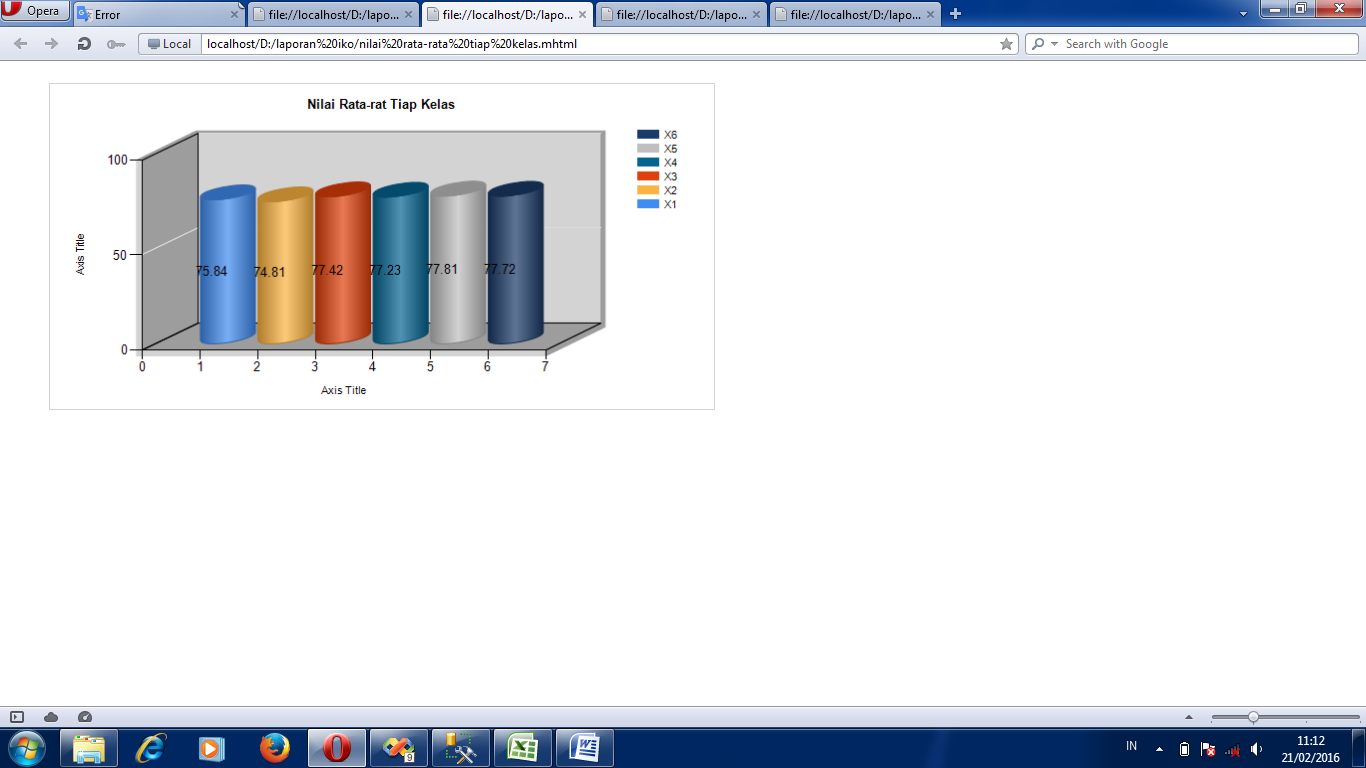 Opera
Error
file://localhost/D:/lapo...
file://localhost/D:/lapo...
file://localhost/D:/lapo...
file://localhost/D:/lapo...
Local
localhost/D:/laporan%20iko/nilai%20rata-rata%20tiap%20kelas.mhtml
Search with Google
Nilai Rata-rat Tiap Kelas
X6
X5
X4
X3
X2
X1
100
50
0
Axis Title
75.84 74.81 77.42 77.23 77.81 77.72
0 1 2 3 4 5 6 7
Axis Title
9
IN
11:12
21/02/2016